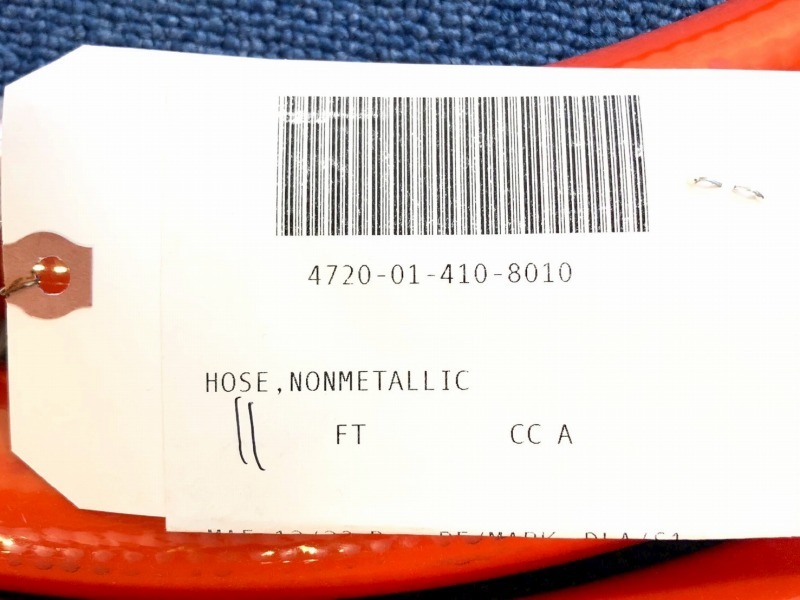 4720-01-410-8010
HOSE,NONMETALLIC
11 FT CC A